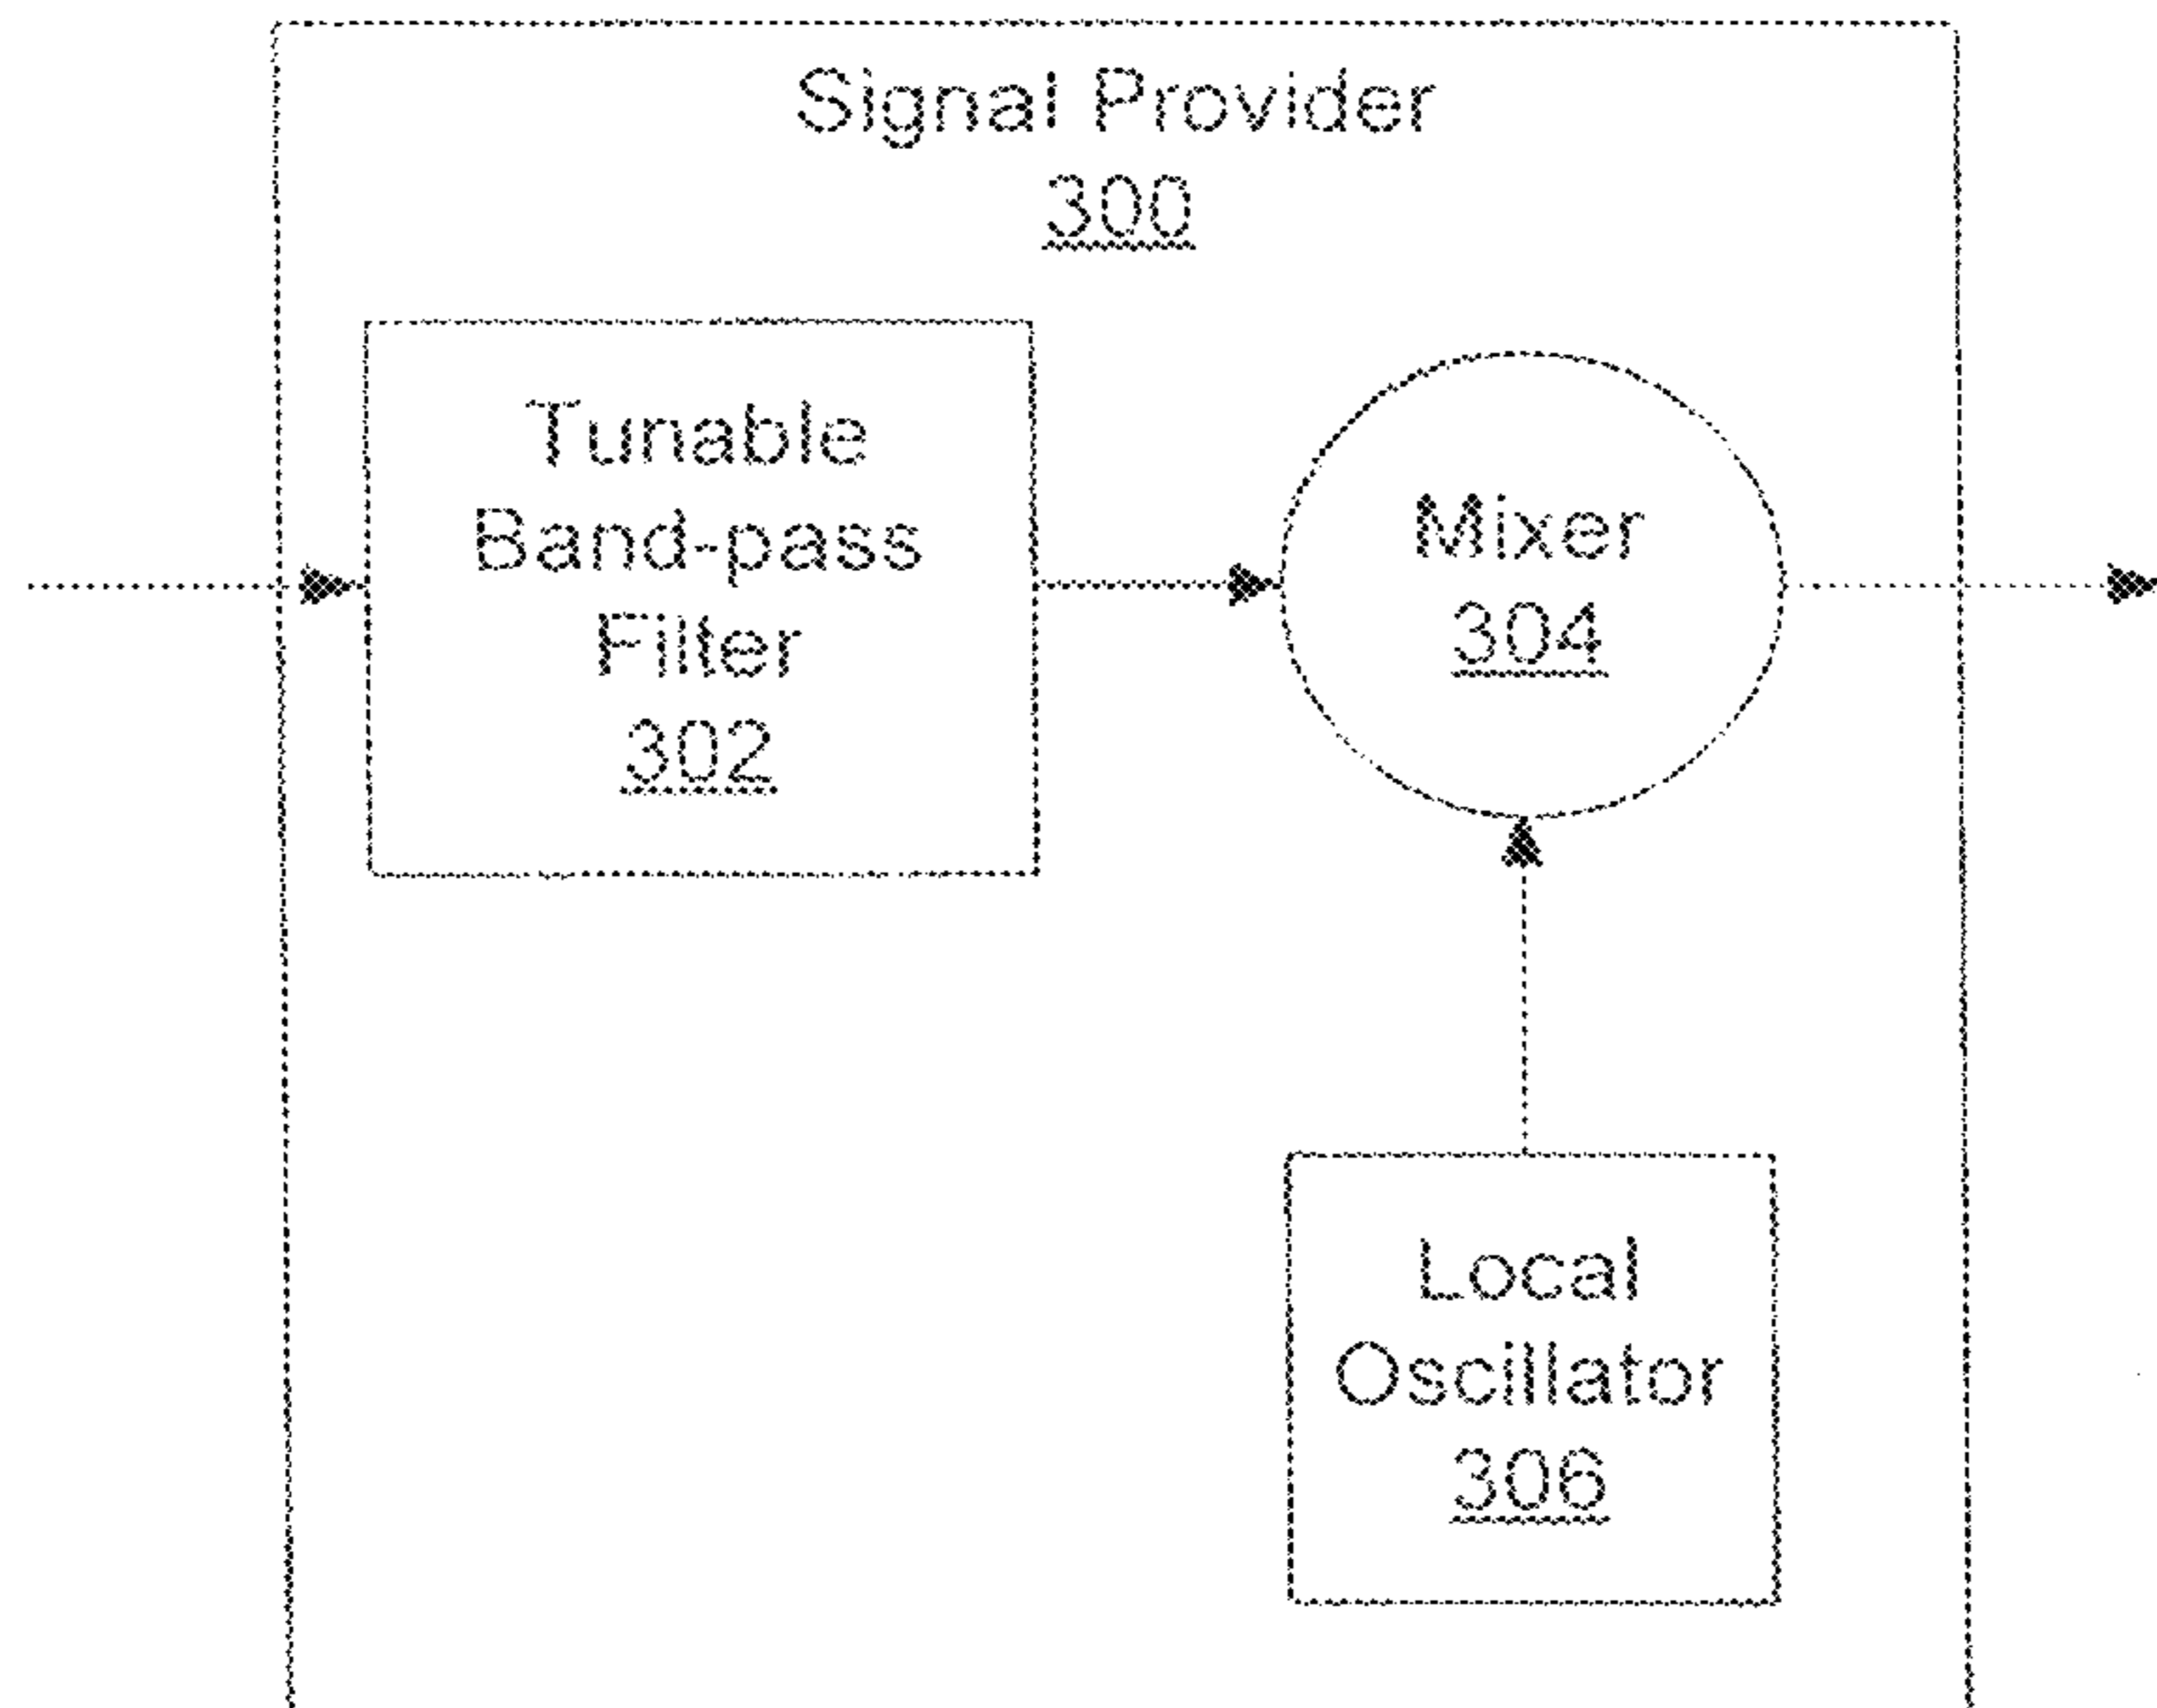 Signal Provider
300
Tunable
Band-pass
Filter
302
Mixer
304
Local
Oscillator
306